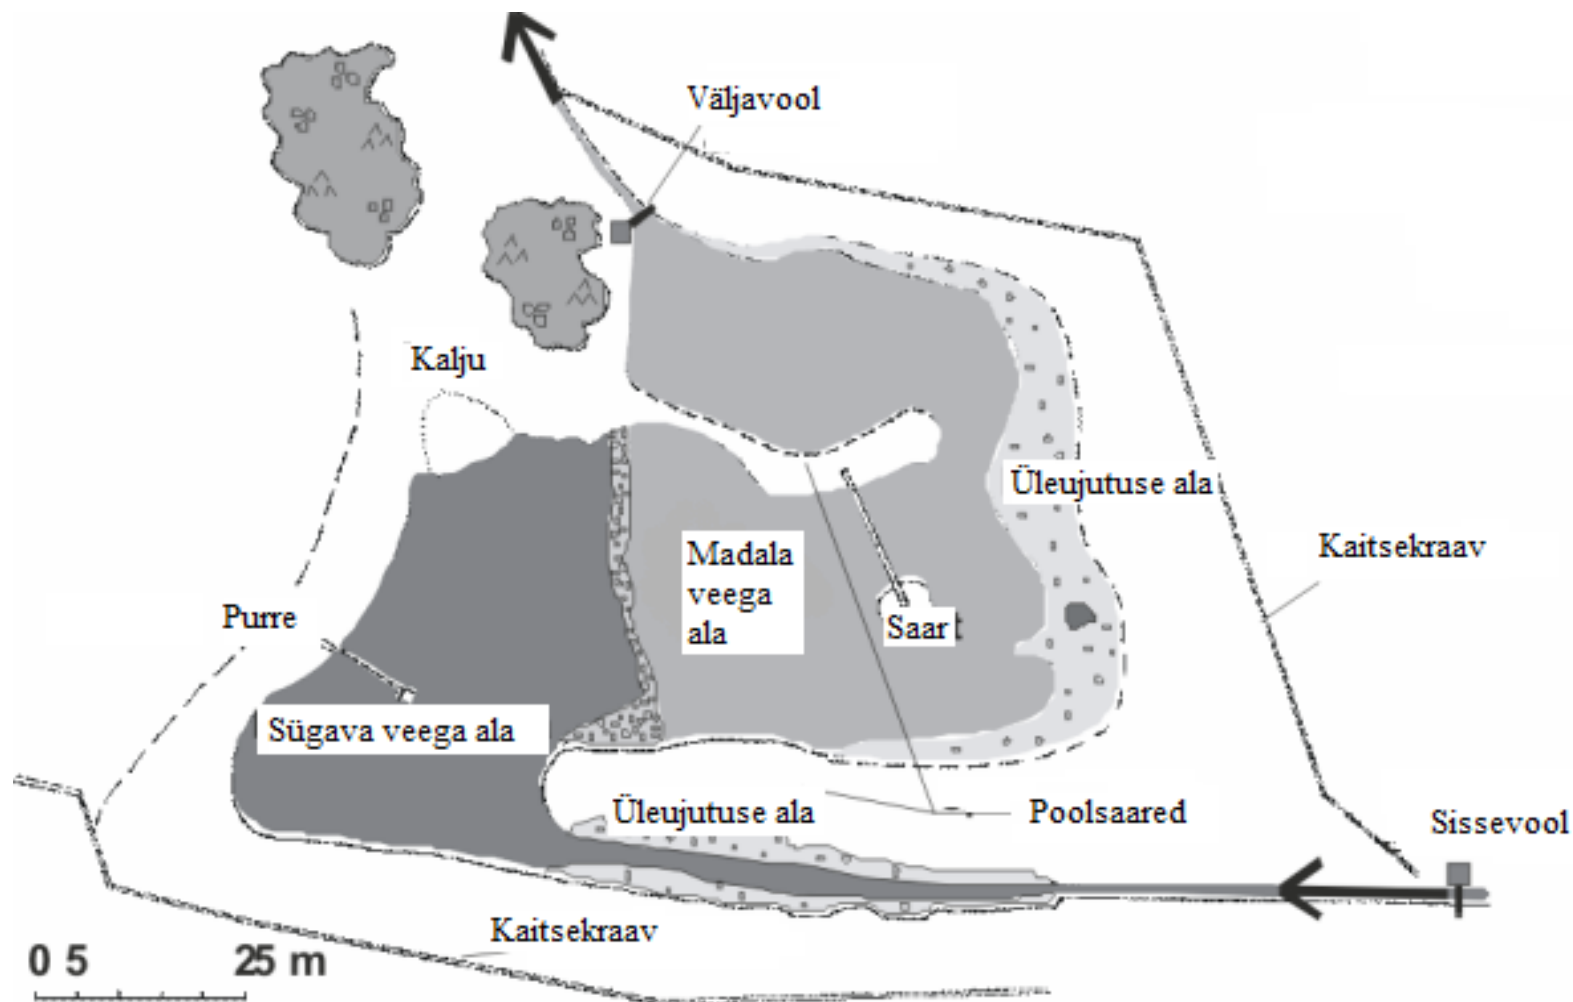 Väljavool
Kalju
Üleujutuse ala
Kaitsekraav
Madala
veega
ala
Purre
Saar
Sügava veega ala
Üleujutuse ala
Poolsaared
Sissevool
Kaitsekraav
0 5 25 m